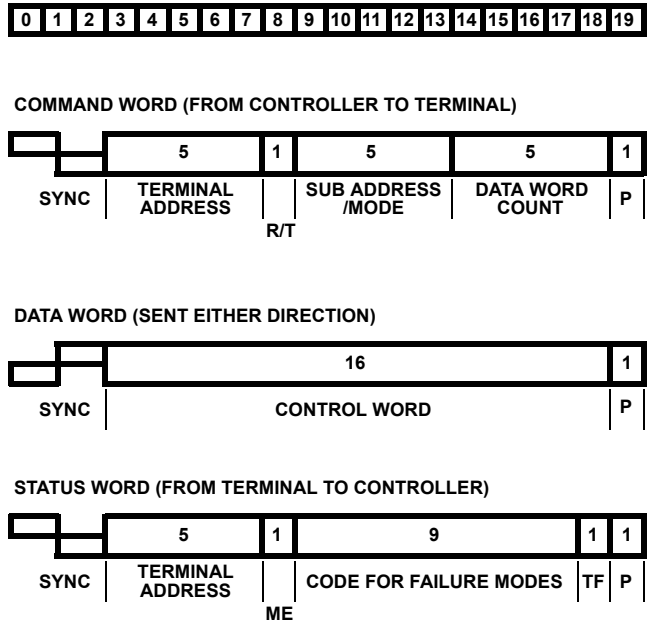 0 1 2 3 4 5 6 7 8 9 10 11 12 13 14 15 16 17 18 19
COMMAND WORD (FROM CONTROLLER TO TERMINAL)
5 1 5 5 1
SYNC TERMINAL ADDRESS R/T SUB ADDRESS /MODE DATA WORD COUNT P
DATA WORD (SENT EITHER DIRECTION)
16 1
SYNC CONTROL WORD P
STATUS WORD (FROM TERMINAL TO CONTROLLER)
5 1 9 1 1
SYNC TERMINAL ADDRESS ME CODE FOR FAILURE MODES TF P